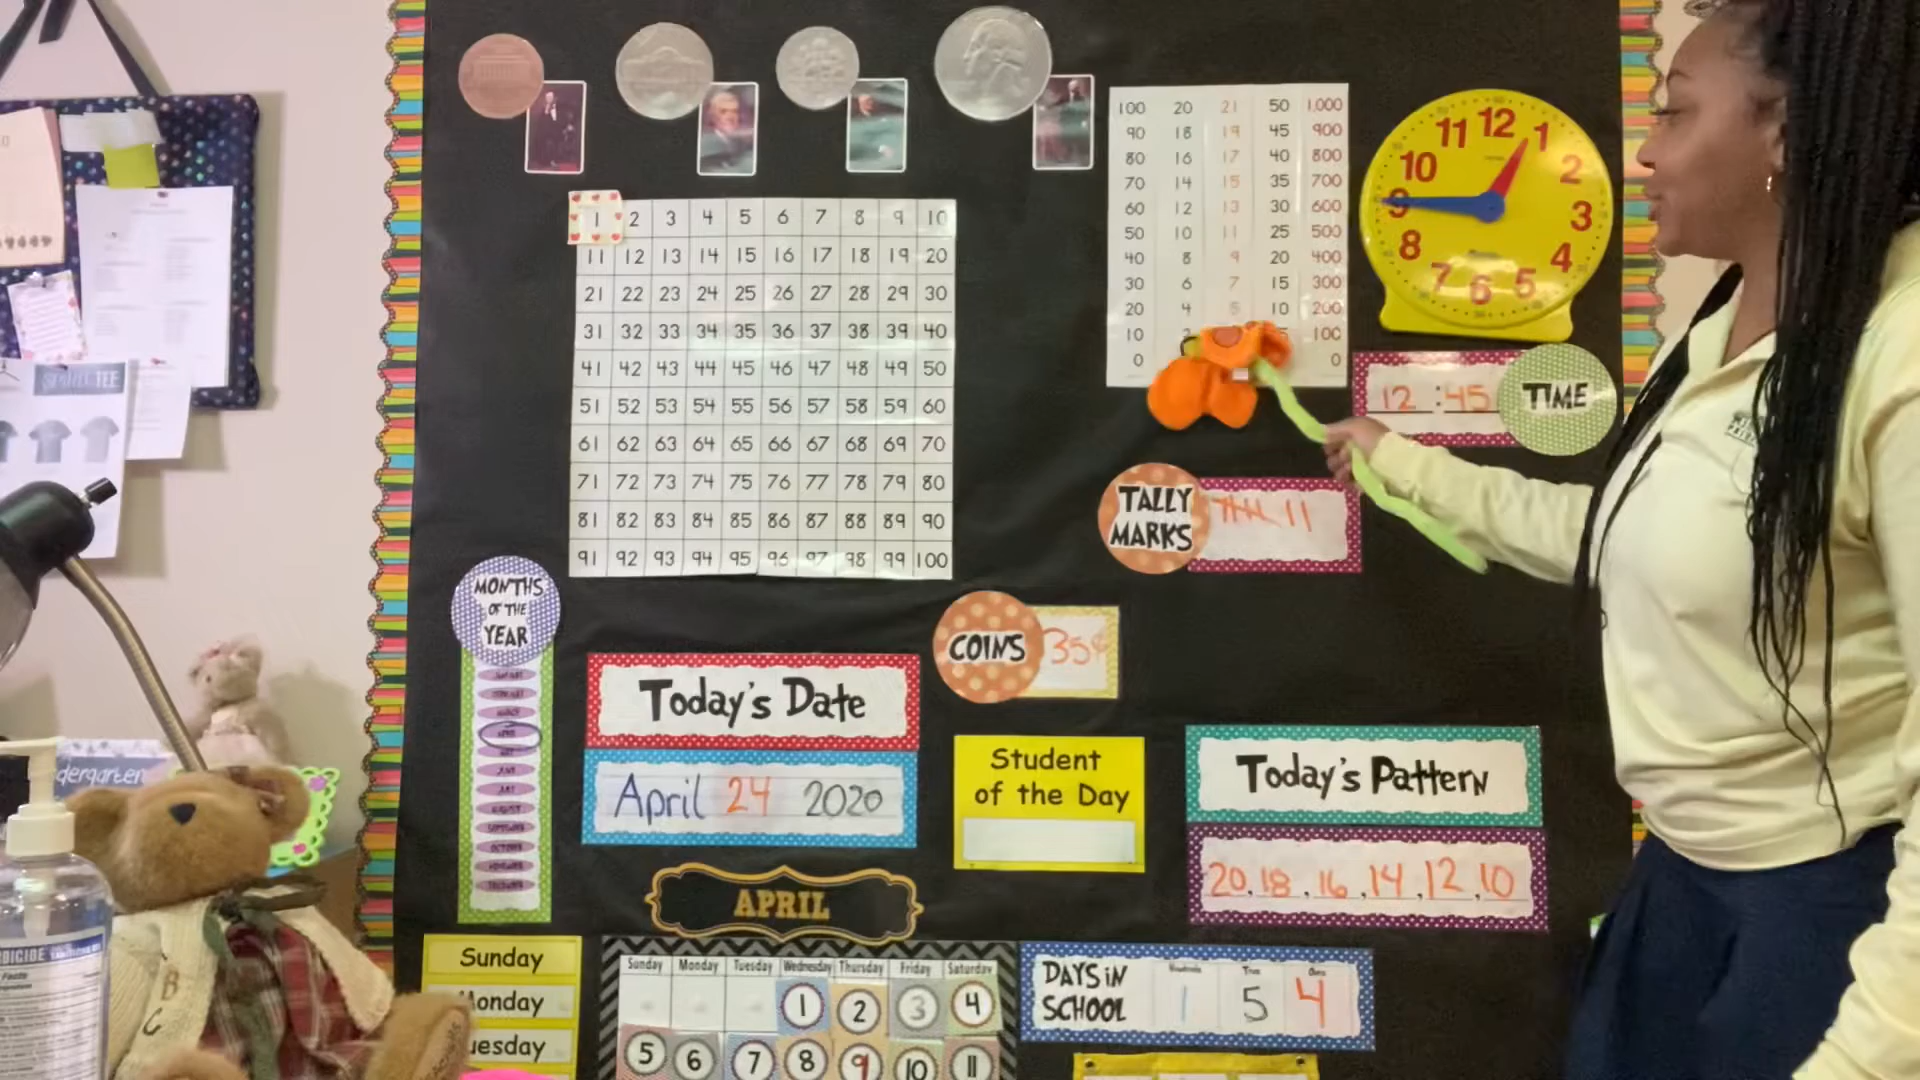 100 20 21 50 1,000
90 18 19 45 900
80 16 17 40 800
70 14 15 35 700
60 12 13 30 600
50 10 11 25 500
40 8 9 20 400
30 6 7 15 300
20 4 5 10 200
10 100
0 0
12 1 2 3 4 5 6 7 8 9 10 11
12:45
TIME
1 2 3 4 5 6 7 8 9 10
11 12 13 14 15 16 17 18 19 20
21 22 23 24 25 26 27 28 29 30
31 32 33 34 35 36 37 38 39 40
41 42 43 44 45 46 47 48 49 50
51 52 53 54 55 56 57 58 59 60
61 62 63 64 65 66 67 68 69 70
71 72 73 74 75 76 77 78 79 80
81 82 83 84 85 86 87 88 89 90
91 92 93 94 95 96 97 98 99 100
TALLY
MARKS
MONTHS
OF THE
YEAR
COINS
35¢
Today's Date
April 24 2020
Student
of the Day
Today's Pattern
20, 18, 16, 14, 12, 10
APRIL
Sunday
Monday
uesday
Sunday Monday Tuesday Wednesday Thursday Friday Saturday
1 2 3 4
5 6 7 8 9 10 11
DAYS IN
SCHOOL
1 5 4
dergarten
B
C